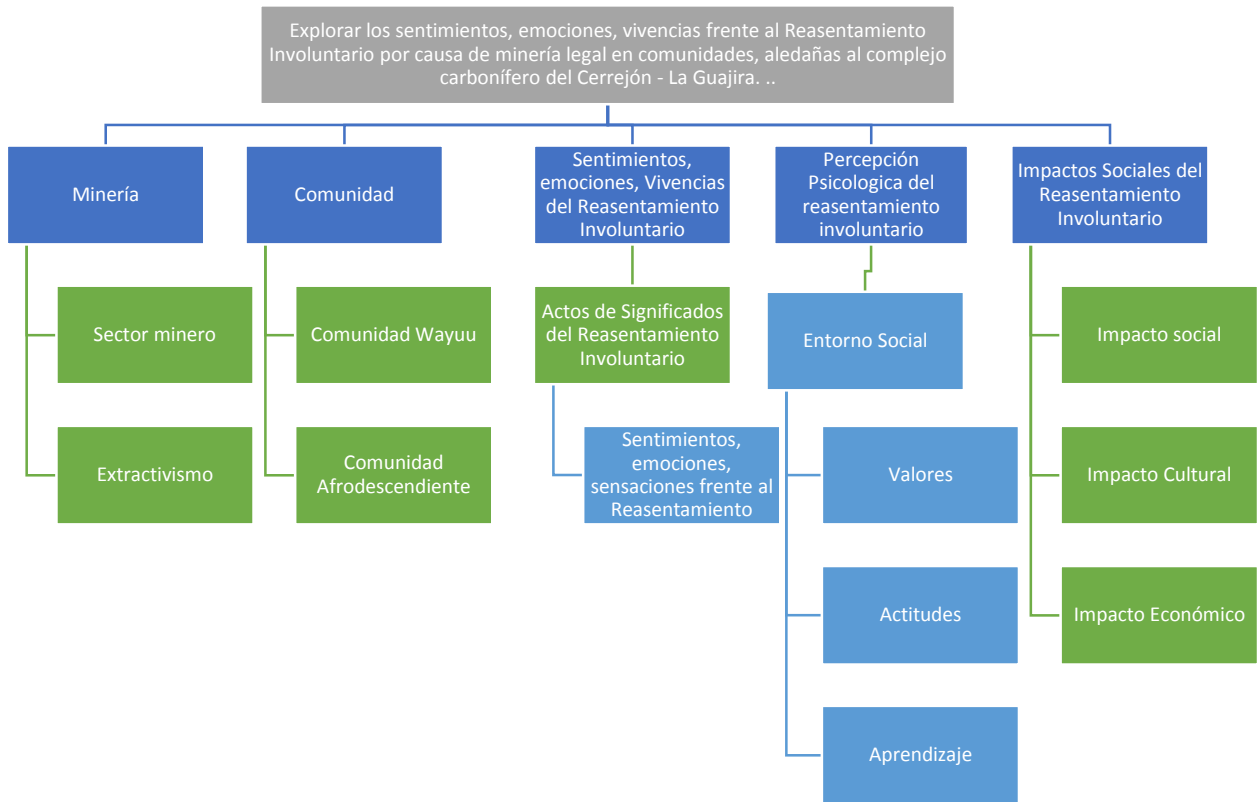 Explorar los sentimientos, emociones, vivencias frente al Reasentamiento
Involuntario por causa de minería legal en comunidades, aledañas al complejo
carbonífero del Cerrejón - La Guajira. ..
Minería
Comunidad
Sentimientos,
emociones, Vivencias
del Reasentamiento
Involuntario
Percepción
Psicologica del
reasentamiento
involuntario
Impactos Sociales del
Reasentamiento
Involuntario
Sector minero
Comunidad Wayuu
Actos de Significados
del Reasentamiento
Involuntario
Entorno Social
Impacto social
Extractivismo
Comunidad
Afrodescendiente
Sentimientos,
emociones,
sensaciones frente al
Reasentamiento
Valores
Impacto Cultural
Actitudes
Impacto Económico
Aprendizaje